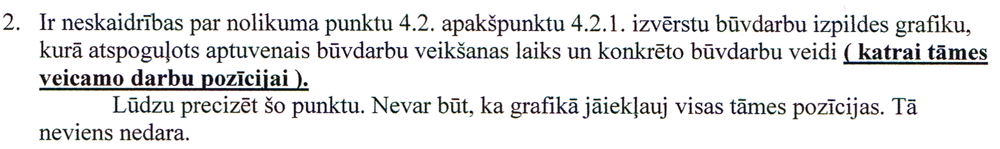 2. Ir neskaidrības par nolikuma punktu 4.2. apakšpunktu 4.2.1. izvērstu būvdarbu izpildes grafiku,
kurā atspoguļots aptuvenais būvdarbu veikšanas laiks un konkrēto būvdarbu veidi ( katrai tāmes
veicamo darbu pozīcijai ).
Lūdzu precizēt šo punktu. Nevar būt, ka grafikā jāiekļauj visas tāmes pozīcijas. Tā
neviens nedara.